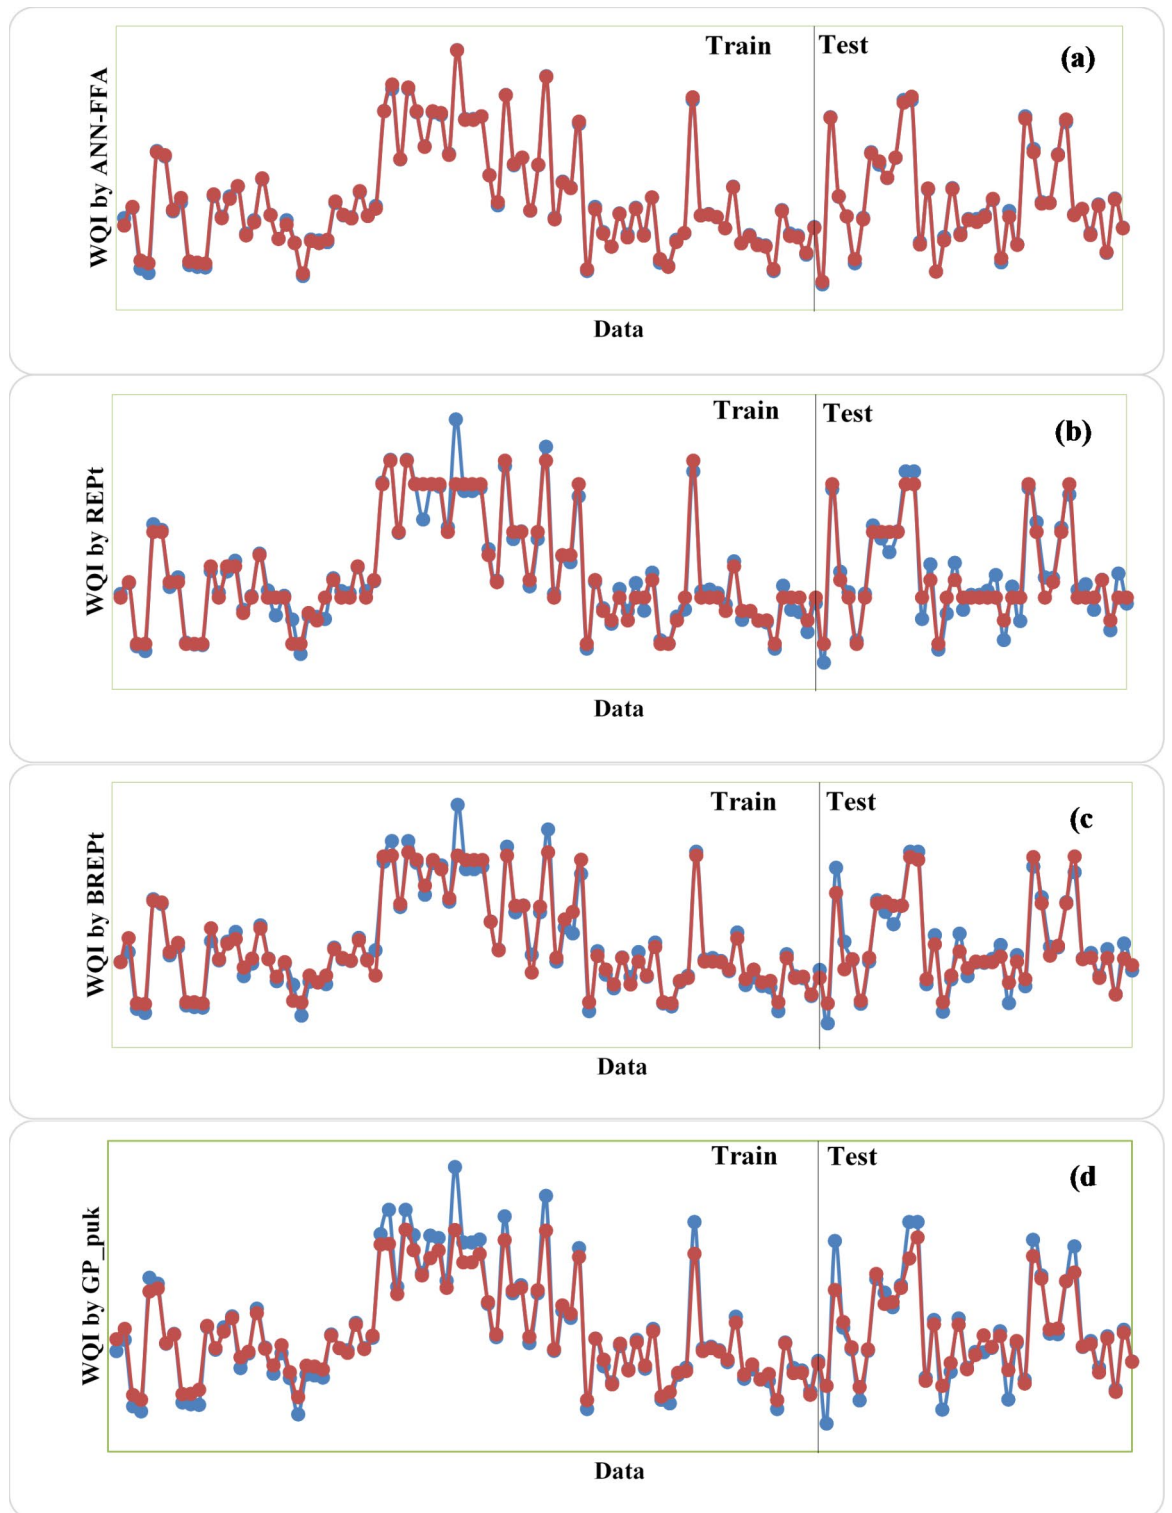 Train Test (a)
WQI by ANN-FFA
Data
Train Test (b)
WQI by REPt
Data
Train Test (c
WQI by BREPt
Data
Train Test (d
WQI by GP_puk
Data